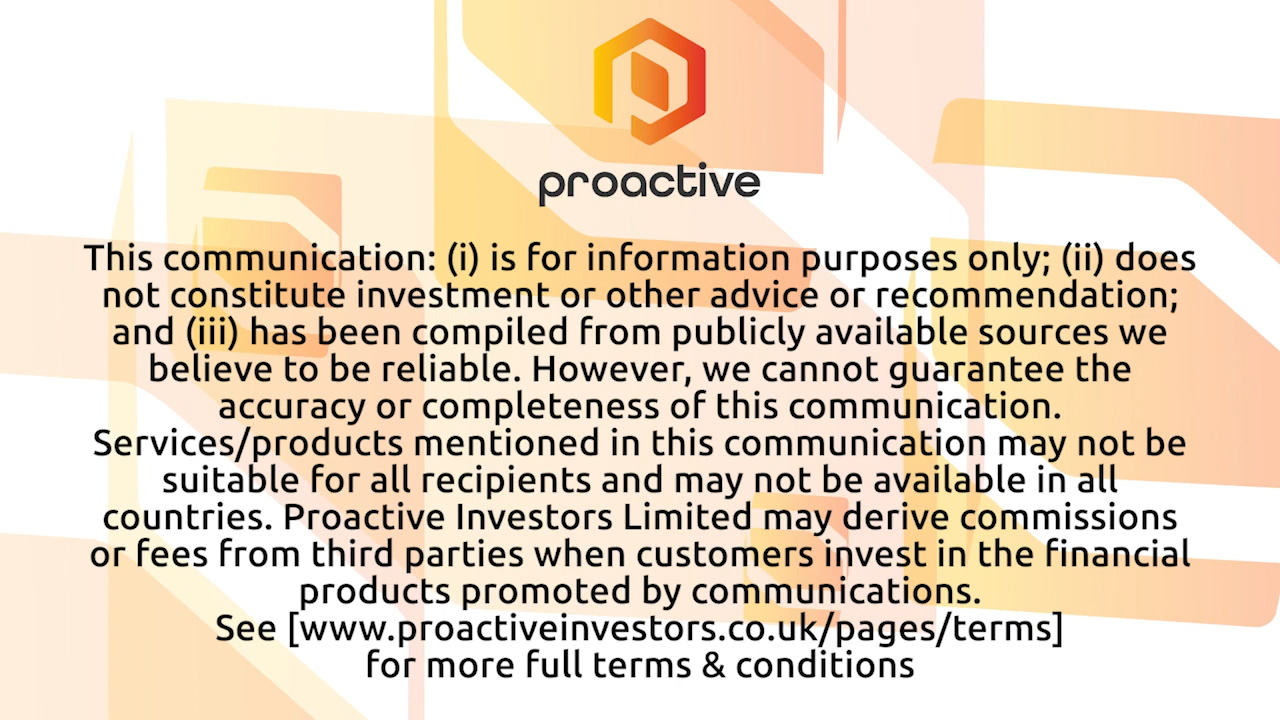 proactive
This communication: (i) is for information purposes only; (ii) does
not constitute investment or other advice or recommendation;
and (iii) has been compiled from publicly available sources we
believe to be reliable. However, we cannot guarantee the
accuracy or completeness of this communication.
Services/products mentioned in this communication may not be
suitable for all recipients and may not be available in all
countries. Proactive Investors Limited may derive commissions
or fees from third parties when customers invest in the financial
products promoted by communications.
See [www.proactiveinvestors.co.uk/pages/terms]
for more full terms & conditions